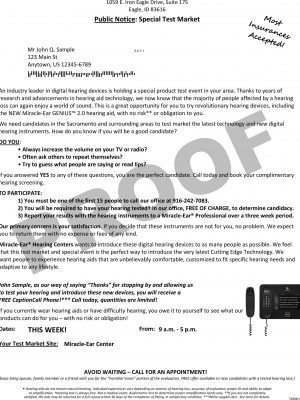 1059 E. Iron Eagle Drive, Suite 175
Eagle, ID 83616
Public Notice: Special Test Market
Most Insurances Accepted!
Mr John Q. Sample
123 Main St
Anytown, US 12345-6789
An industry leader in digital hearing devices is holding a special product test event in your area. Thanks to years of
research and advancements in hearing aid technology, we now know that the majority of people affected by a hearing
loss can again enjoy a world of sound. This is a great opportunity for you to try revolutionary hearing devices, including
the NEW Miracle-Ear GENIUS™ 2.0 hearing aid, with no risk** or obligation to you.
We need candidates in the Sacramento and surrounding areas to test market the latest technology and new digital
hearing instruments. How do you know if you will be a good candidate?
DO YOU:
• Always increase the volume on your TV or radio?
• Often ask others to repeat themselves?
• Try to guess what people are saying or read lips?
If you answered YES to any of these questions, you are the perfect candidate. Call today and book your complimentary
hearing screening.
TO PARTICIPATE:
1) You must be one of the first 15 people to call our office at 916-242-7083.
2) You will be required to have your hearing tested† in our office, FREE OF CHARGE, to determine candidacy.
3) Report your results with the hearing instruments to a Miracle-Ear® Professional over a three week period.
Our primary concern is your satisfaction. If you decide that these instruments are not for you, no problem. We expect
you to return them at no expense or risk of any kind.
Miracle-Ear® Hearing Centers want to introduce these digital hearing devices to as many people as possible. We feel
that this test market and special event is the perfect way to introduce the very latest Cutting Edge Technology. We
want people to experience hearing aids that are unbelievably comfortable, customized to fit specific hearing needs and
adaptive to any lifestyle.
John Sample, as our way of saying "Thanks" for stopping by and allowing us
to test your hearing and introduce these new devices, you will receive a
FREE CaptionCall Phone!*** Call today, quantities are limited!
If you currently wear hearing aids or have difficulty hearing, you owe it to yourself to see what our
products can do for you – with no risk or obligation!
Dates: THIS WEEK! From: 9 a.m. - 5 p.m.
Your Test Market Site: Miracle-Ear Center
AVOID WAITING – CALL FOR AN APPOINTMENT!
PROOF